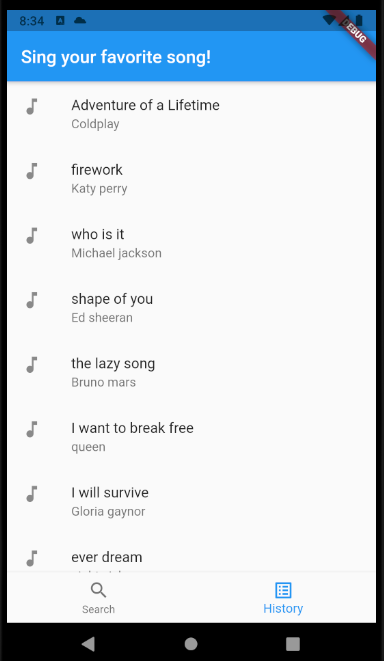 8:34
DEBUG
Sing your favorite song!
Adventure of a Lifetime
Coldplay
firework
Katy perry
who is it
Michael jackson
shape of you
Ed sheeran
the lazy song
Bruno mars
I want to break free
queen
I will survive
Gloria gaynor
ever dream
Search
History